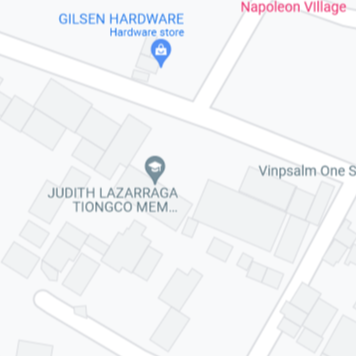 Napoleon Village
GILSEN HARDWARE
Hardware store
Vinpsalm One S
JUDITH LAZARRAGA
TIONGCO MEM...